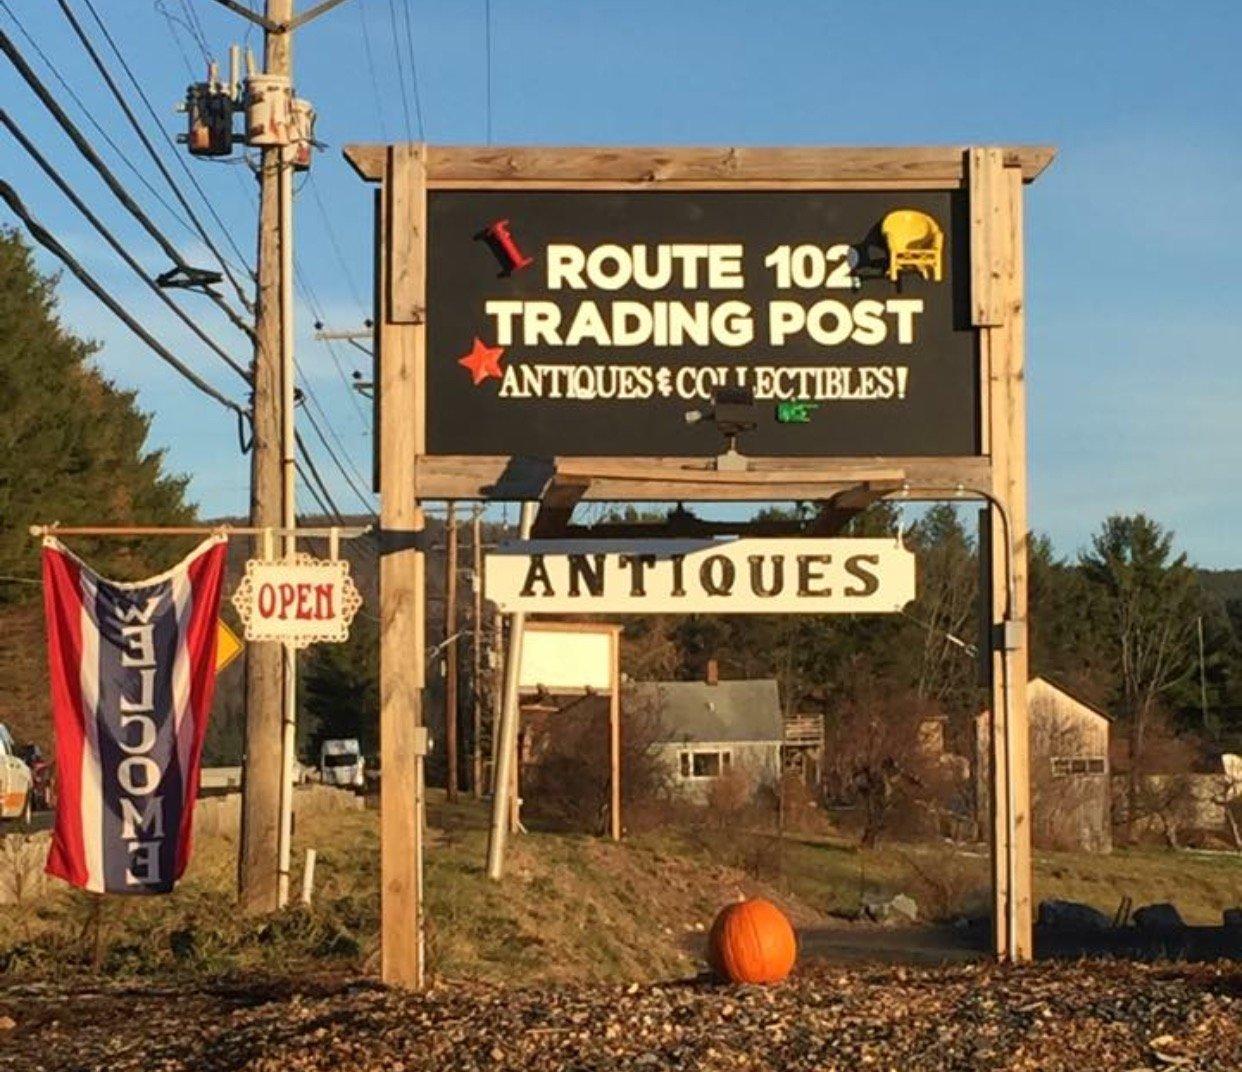 ROUTE 102
TRADING POST
ANTIQUES & COLLECTIBLES!
ANTIQUES
OPEN
WELCOME